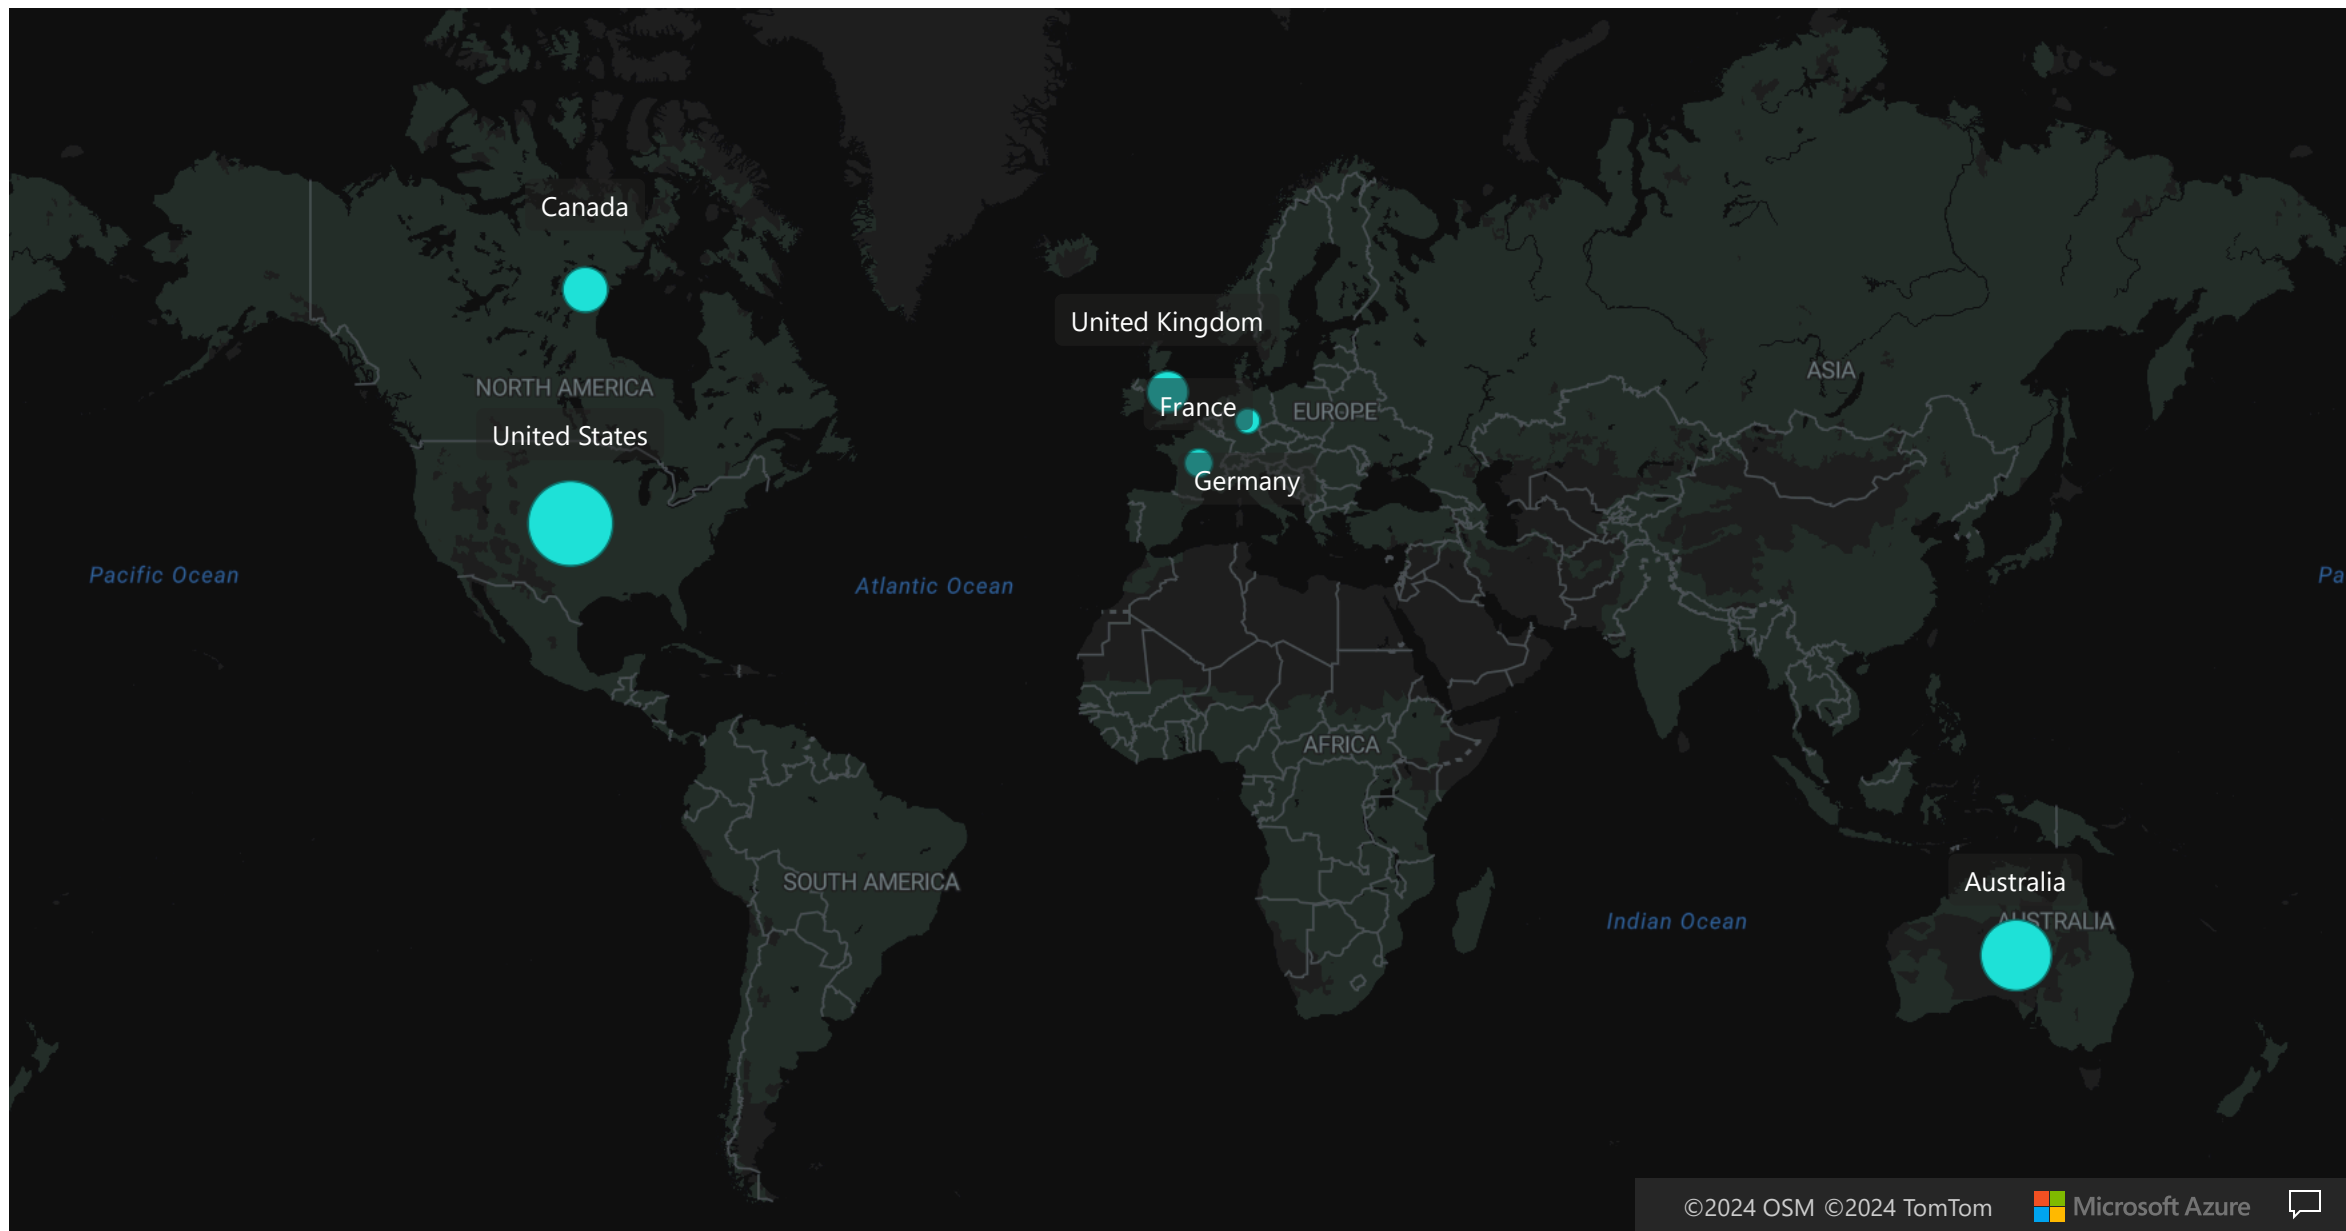 Canada
United Kingdom
NORTH AMERICA
ASIA
France
EUROPE
United States
Germany
Pacific Ocean
Atlantic Ocean
Pa
AFRICA
SOUTH AMERICA
Australia
Indian Ocean
AUSTRALIA
©2024 OSM ©2024 TomTom
Microsoft Azure